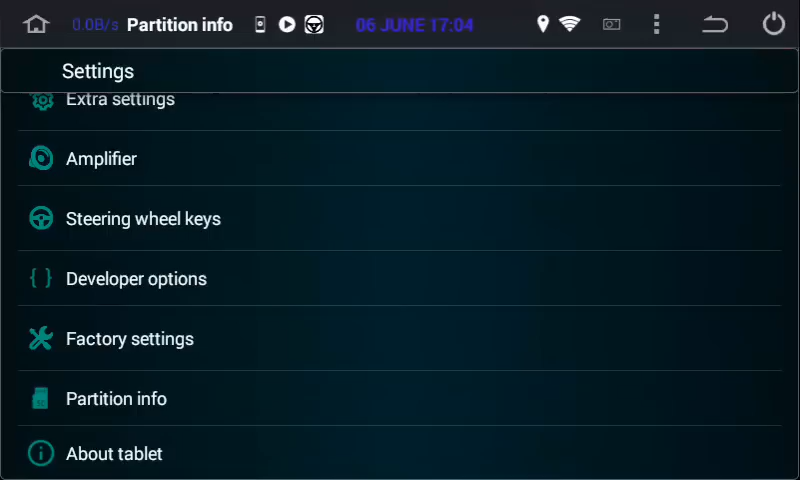 0.0B/s Partition info 06 JUNE 17:04
Settings
Extra settings
Amplifier
Steering wheel keys
Developer options
Factory settings
Partition info
About tablet